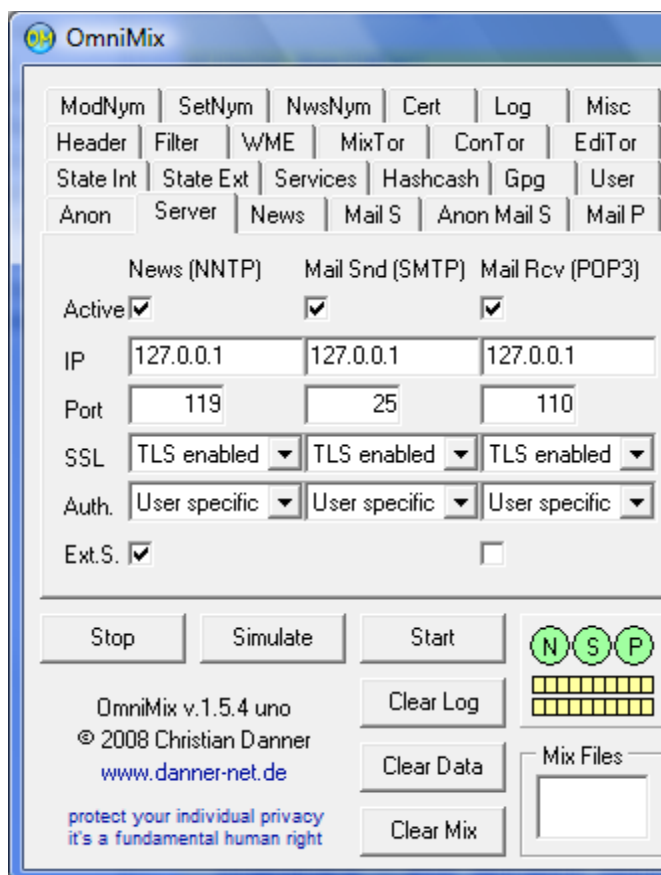 OmniMix
ModNym SetNym NwsNym Cert Log Misc
Header Filter WME MixTor ConTor EdiTor
State Int State Ext Services Hashcash Gpg User
Anon Server News Mail S Anon Mail S Mail P
News (NNTP) Mail Snd (SMTP) Mail Rcv (POP3)
Active
IP 127.0.0.1 127.0.0.1 127.0.0.1
Port 119 25 110
SSL TLS enabled TLS enabled TLS enabled
Auth. User specific User specific User specific
Ext.S.
Stop Simulate Start
N S P
Clear Log
OmniMix v.1.5.4 uno
© 2008 Christian Danner
www.danner-net.de
Clear Data
Mix Files
protect your individual privacy
it's a fundamental human right
Clear Mix